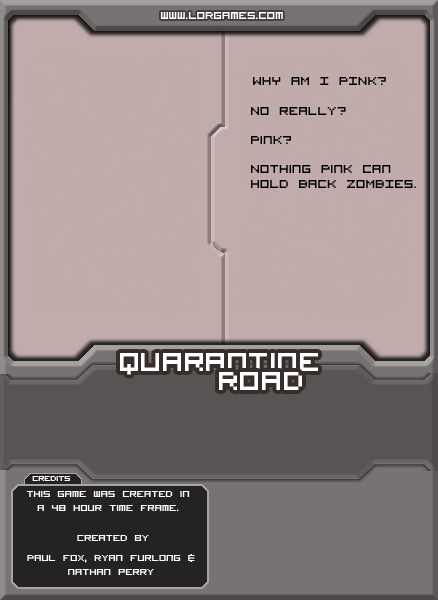 WWW.LORGAMES.COM
WHY AM I PINK?
NO REALLY?
PINK?
NOTHING PINK CAN
HOLD BACK ZOMBIES.
QUARANTINE
ROAD
CREDITS
THIS GAME WAS CREATED IN
A 48 HOUR TIME FRAME.
CREATED BY
PAUL FOX, RYAN FURLONG &
NATHAN PERRY